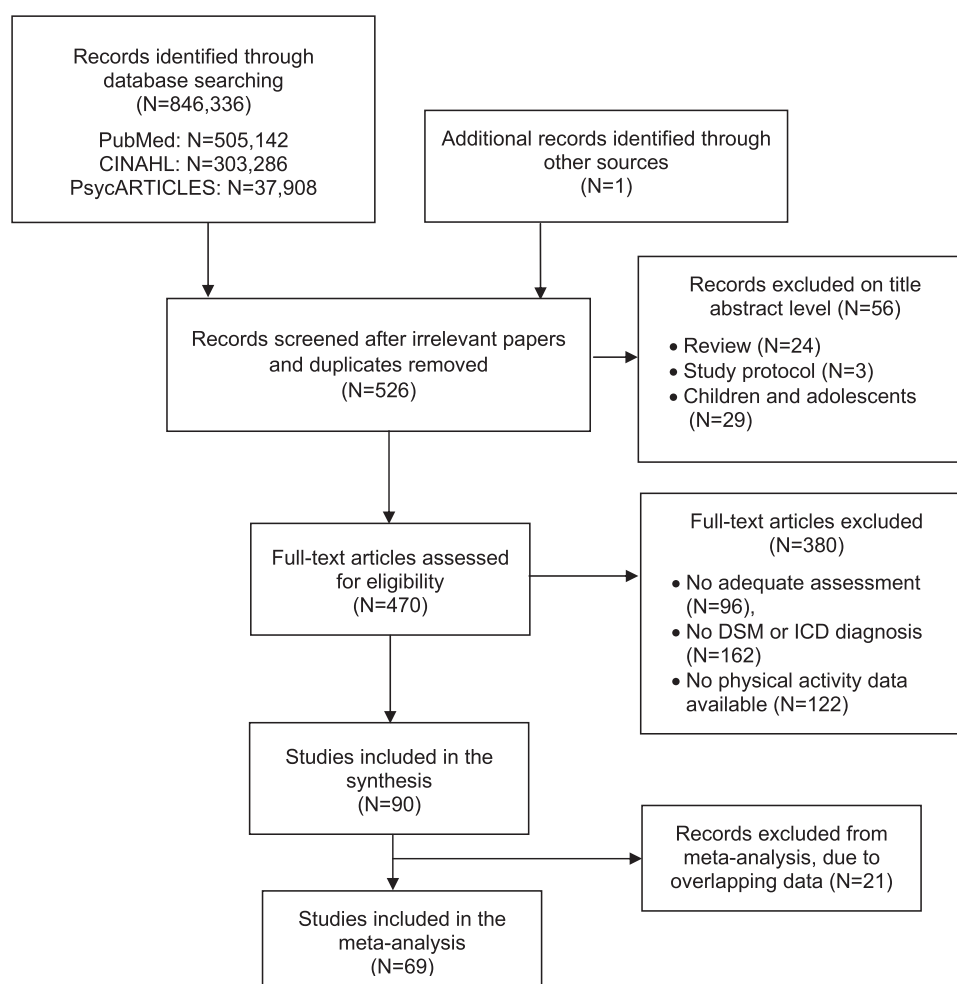 Records identified through
database searching
(N=846,336)
PubMed: N=505,142
CINAHL: N=303,286
PsycARTICLES: N=37,908
Additional records identified through
other sources
(N=1)
Records screened after irrelevant papers
and duplicates removed
(N=526)
Records excluded on title
abstract level (N=56)
• Review (N=24)
• Study protocol (N=3)
• Children and adolescents
(N=29)
Full-text articles assessed
for eligibility
(N=470)
Full-text articles excluded
(N=380)
• No adequate assessment
(N=96),
• No DSM or ICD diagnosis
(N=162)
• No physical activity data
available (N=122)
Studies included in the
synthesis
(N=90)
Records excluded from
meta-analysis, due to
overlapping data (N=21)
Studies included in the
meta-analysis
(N=69)